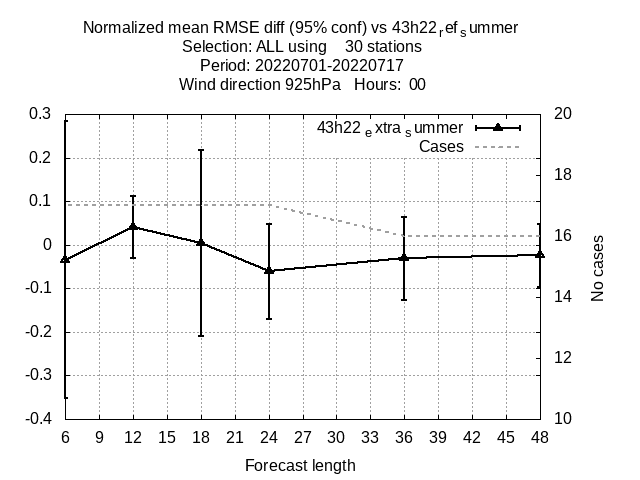 Normalized mean RMSE diff (95% conf) vs 43h22refsummer
Selection: ALL using 30 stations
Period: 20220701-20220717
Wind direction 925hPa Hours: 00
43h22 extrasummer
Cases
0.3
0.2
0.1
0
-0.1
-0.2
-0.3
-0.4
20
18
16
14
12
10
No cases
6 9 12 15 18 21 24 27 30 33 36 39 42 45 48
Forecast length